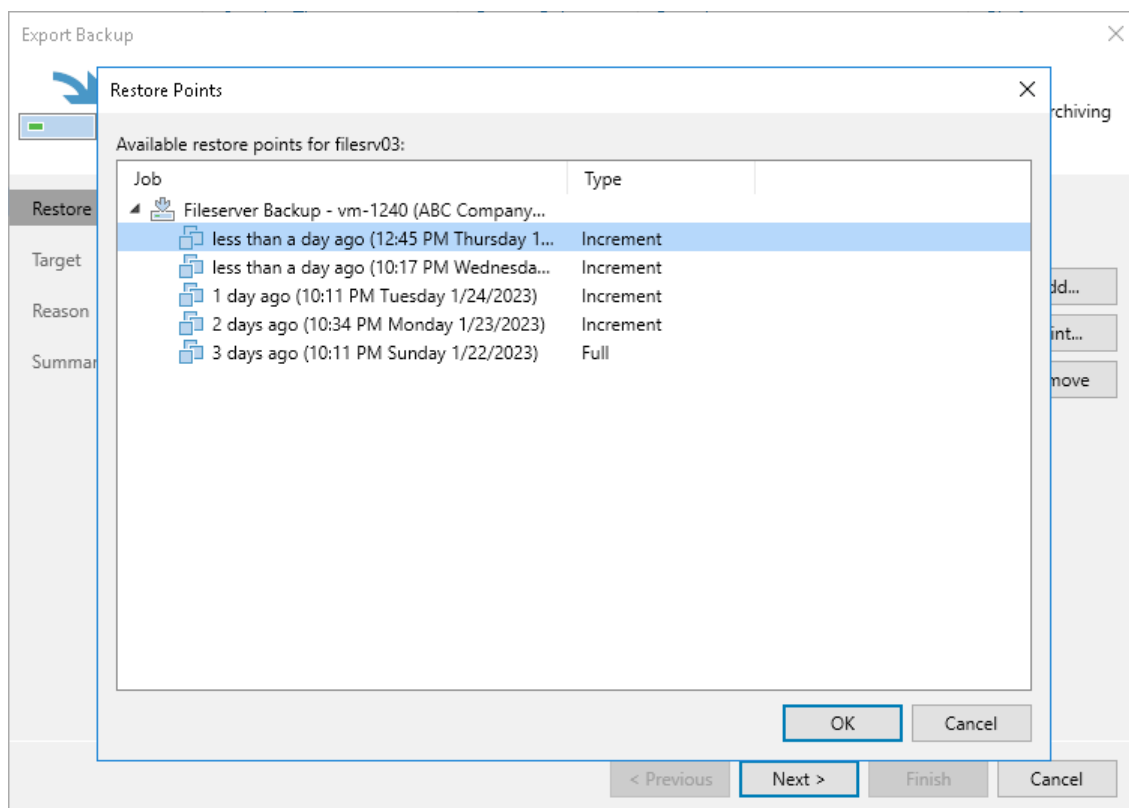 Export Backup
Restore Points
rchiving
Available restore points for filesrv03:
Job Type
Restore
Fileserver Backup - vm-1240 (ABC Company...
less than a day ago (12:45 PM Thursday 1... Increment
Target
less than a day ago (10:17 PM Wednesda... Increment
dd...
1 day ago (10:11 PM Tuesday 1/24/2023) Increment
Reason
2 days ago (10:34 PM Monday 1/23/2023) Increment
int...
3 days ago (10:11 PM Sunday 1/22/2023) Full
Summar
move
OK Cancel
< Previous Next > Finish Cancel